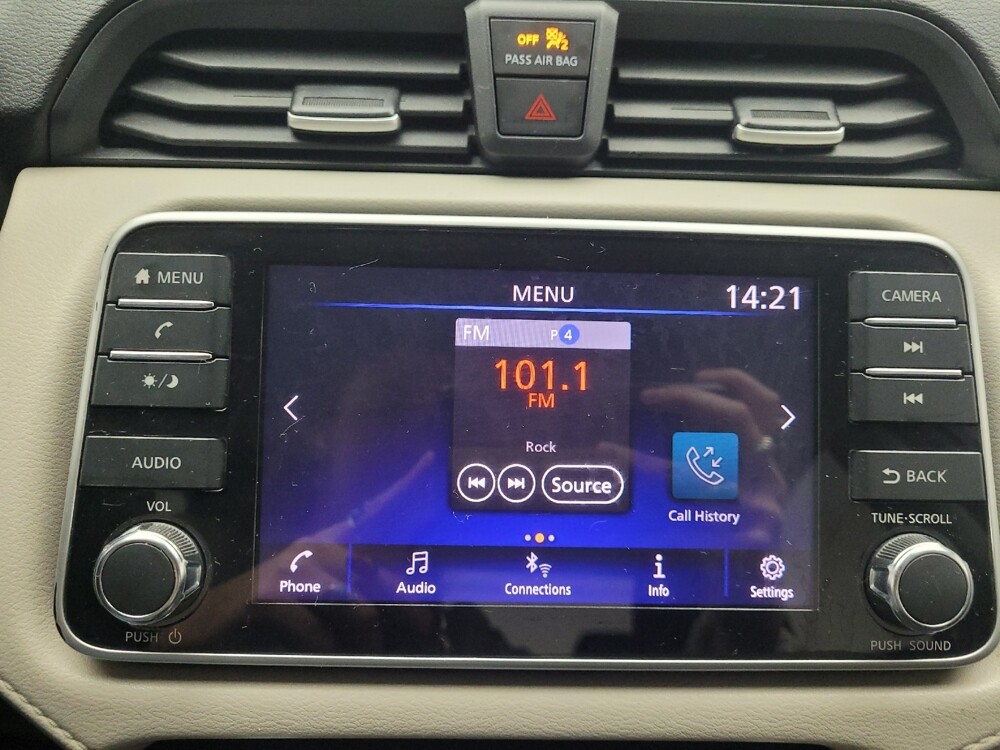 OFF 2
PASS AIR BAG
MENU
CAMERA
MENU 14:21
FM P 4
101.1
FM
Rock
Source
Call History
AUDIO
BACK
VOL
TUNE·SCROLL
Phone Audio Connections Info Settings
PUSH
PUSH SOUND